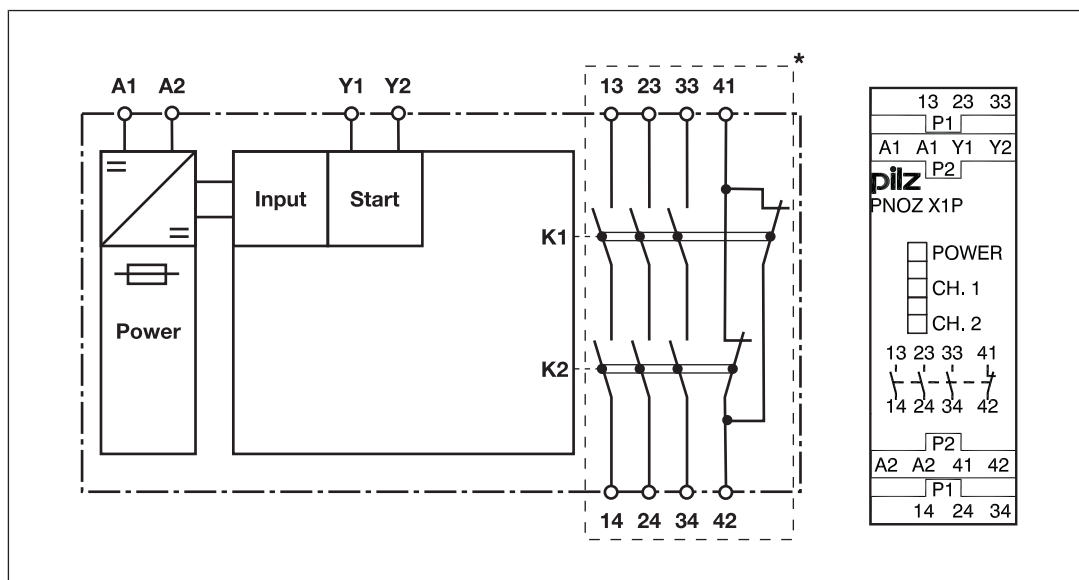 *
A1 A2 Y1 Y2 13 23 33 41
Input Start
K1
Power
K2
14 24 34 42
13 23 33
P1
A1 A1 Y1 Y2
P2
pilz
PNOZ X1P
POWER
CH. 1
CH. 2
13 23 33 41
14 24 34 42
P2
A2 A2 41 42
P1
14 24 34